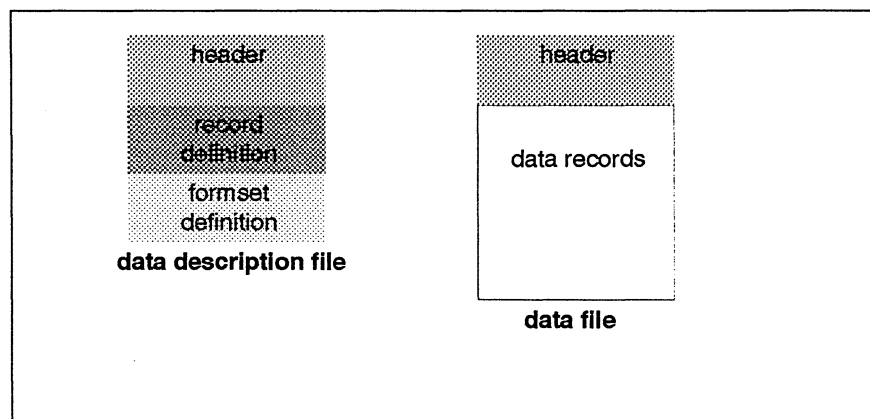 header
record
definition
formset
definition
data description file
header
data records
data file